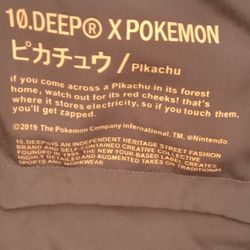 10.DEEP® X POKEMON
ピカチュウ / Pikachu
if you come across a Pikachu in its forest
home, watch out for its red cheeks! that's
where it stores electricity, so if you touch them,
you'll get zapped.
©2019 The Pokemon Company international. TM, ®Nintendo.
10.DEEP® IS AN AMERICAN HERITAGE STREET FASHION
BRAND AND SELF-CONTAINED CREATIVE COLLECTIVE
FOUNDED IN 1995. THE NEW YOUR-BASED LABEL CREATES
HIGHLY DETAILED AND AUGMENTED TAKES ON TRADITIONAL
SPORTS AND WORKWEAR.